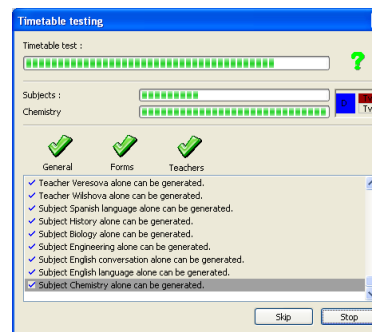 Timetable testing
Timetable test :
?
Subjects :
Chemistry
D
Tw
General Forms Teachers
Teacher Veresova alone can be generated.
Teacher Wilshova alone can be generated.
Subject Spanish language alone can be generated.
Subject History alone can be generated.
Subject Biology alone can be generated.
Subject Engineering alone can be generated.
Subject English conversation alone can be generated.
Subject English language alone can be generated.
Subject Chemistry alone can be generated.
Skip Stop